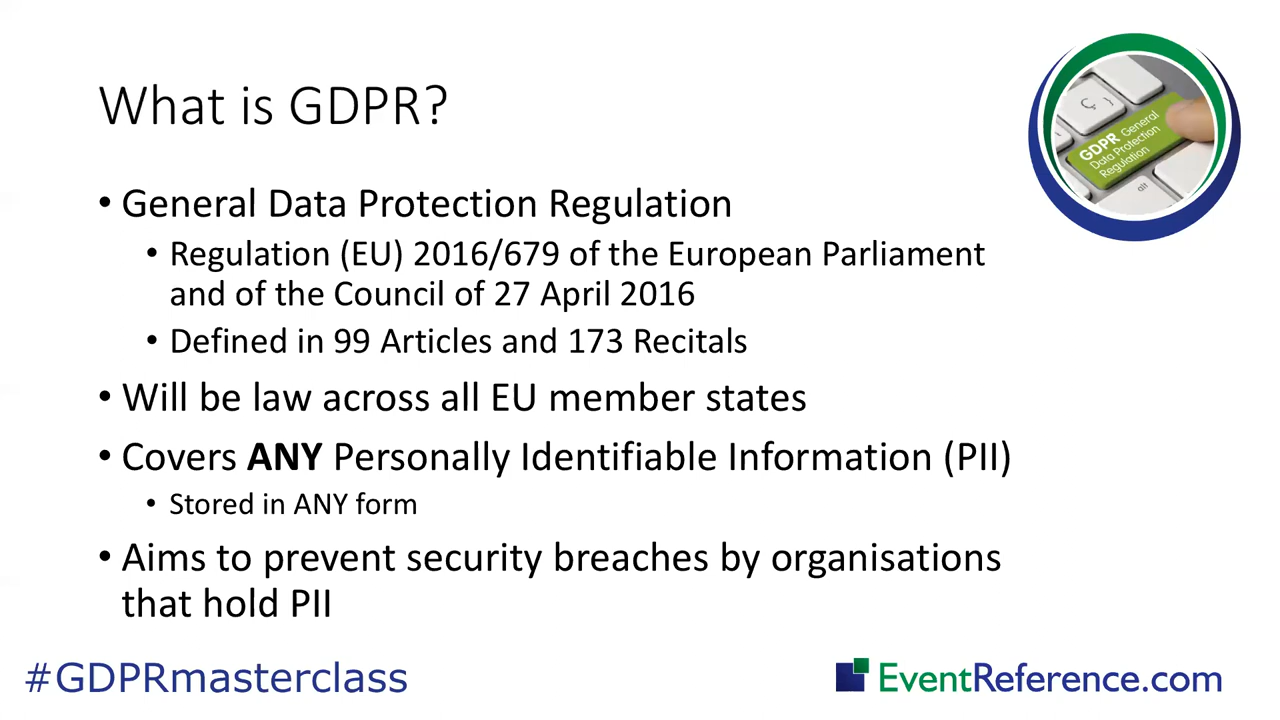 What is GDPR?
• General Data Protection Regulation
• Regulation (EU) 2016/679 of the European Parliament
and of the Council of 27 April 2016
• Defined in 99 Articles and 173 Recitals
• Will be law across all EU member states
• Covers ANY Personally Identifiable Information (PII)
• Stored in ANY form
• Aims to prevent security breaches by organisations
that hold PII
Ç
GDPR General
Data Protection
Regulation
alt
#GDPRmasterclass
EventReference.com